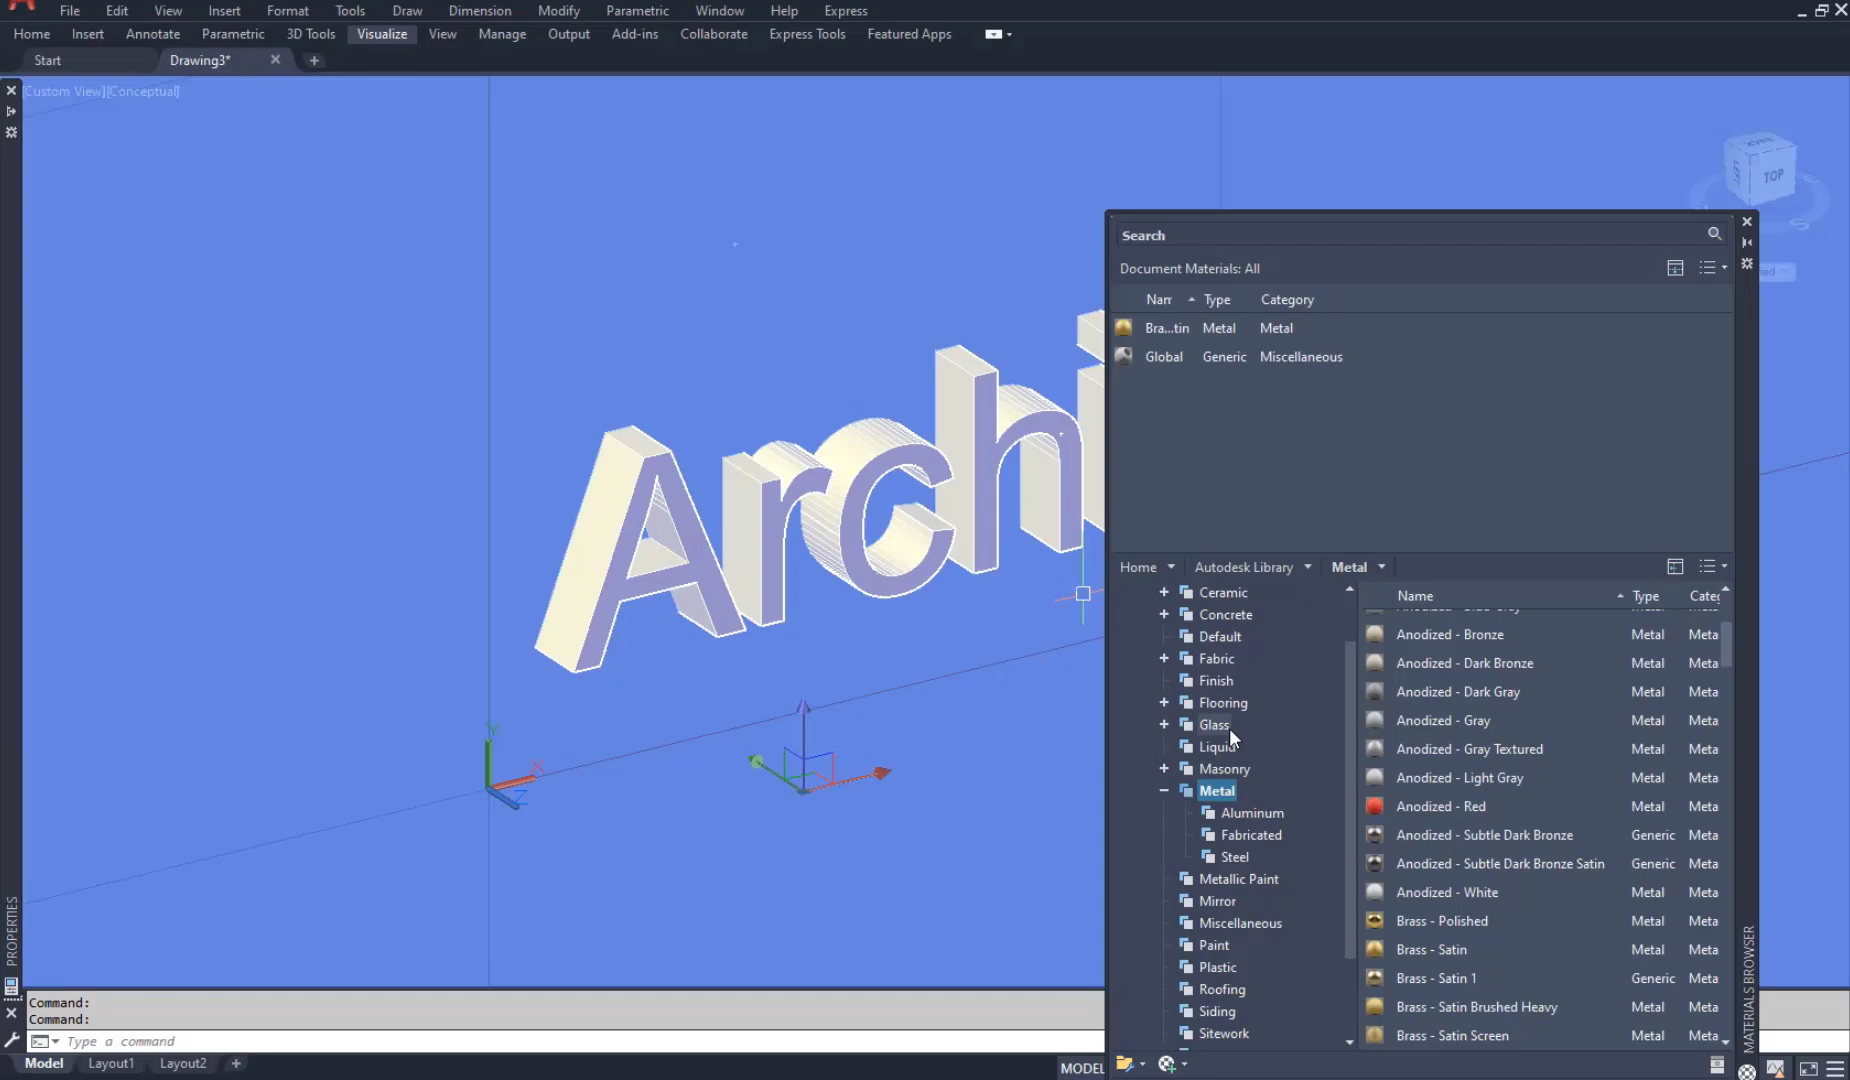 File Edit View Insert Format Tools Draw Dimension Modify Parametric Window Help Express
Home Insert Annotate Parametric 3D Tools Visualize View Manage Output Add-ins Collaborate Express Tools Featured Apps
Start Drawing3*
[Custom View][Conceptual]
TOP
Archi
Y
X
Z
Search
Document Materials: All
Nam Type Category
Bra...tin Metal Metal
Global Generic Miscellaneous
Home Autodesk Library Metal
Ceramic
Concrete
Default
Fabric
Finish
Flooring
Glass
Liquid
Masonry
Metal
Aluminum
Fabricated
Steel
Metallic Paint
Mirror
Miscellaneous
Paint
Plastic
Roofing
Siding
Sitework
Name Type Categ
Anodized - Bronze Metal Meta
Anodized - Dark Bronze Metal Meta
Anodized - Dark Gray Metal Meta
Anodized - Gray Metal Meta
Anodized - Gray Textured Metal Meta
Anodized - Light Gray Metal Meta
Anodized - Red Metal Meta
Anodized - Subtle Dark Bronze Generic Meta
Anodized - Subtle Dark Bronze Satin Generic Meta
Anodized - White Metal Meta
Brass - Polished Metal Meta
Brass - Satin Metal Meta
Brass - Satin 1 Generic Meta
Brass - Satin Brushed Heavy Metal Meta
Brass - Satin Screen Metal Meta
MATERIALS BROWSER
PROPERTIES
Command:
Command:
Type a command
Model Layout1 Layout2
MODEL